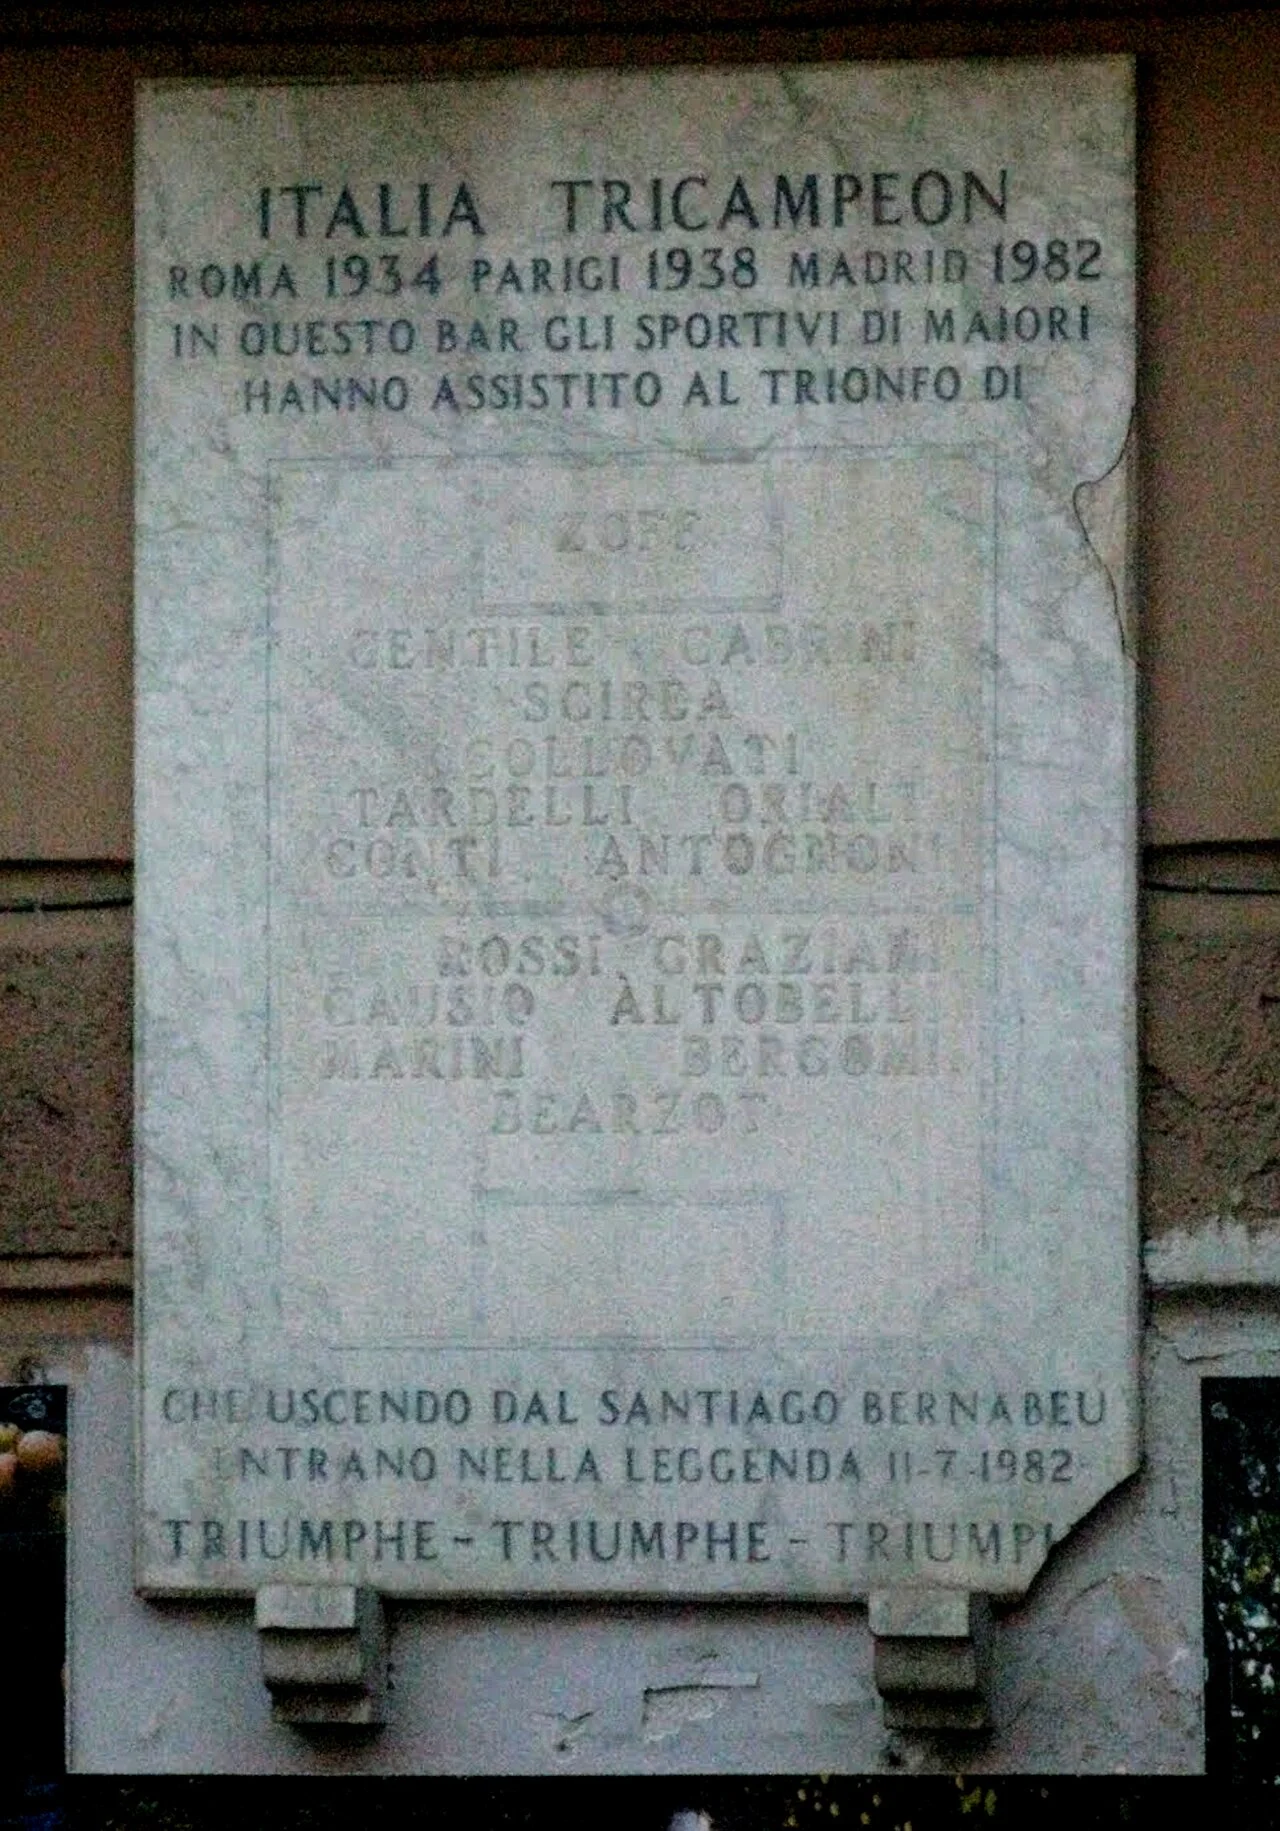 ITALIA TRICAMPEON
ROMA 1934 PARIGI 1938 MADRID 1982
IN QUESTO BAR GLI SPORTIVI DI MAIORI
HANNO ASSISTITO AL TRIONFO DI
ZOFF
GENTILE CABRINI
SCIREA
CCOLLOVATI
TARDELLI ORIALI
CONTI ANTOGNONI
ROSSI GRAZIANI
CAUSIO ALTOBELLI
MARINI BERGOMI
BEARZOT
CHE USCENDO DAL SANTIAGO BERNABEU
ENTRANO NELLA LEGGENDA 11-7-1982
TRIUMPHE - TRIUMPHE - TRIUMPH